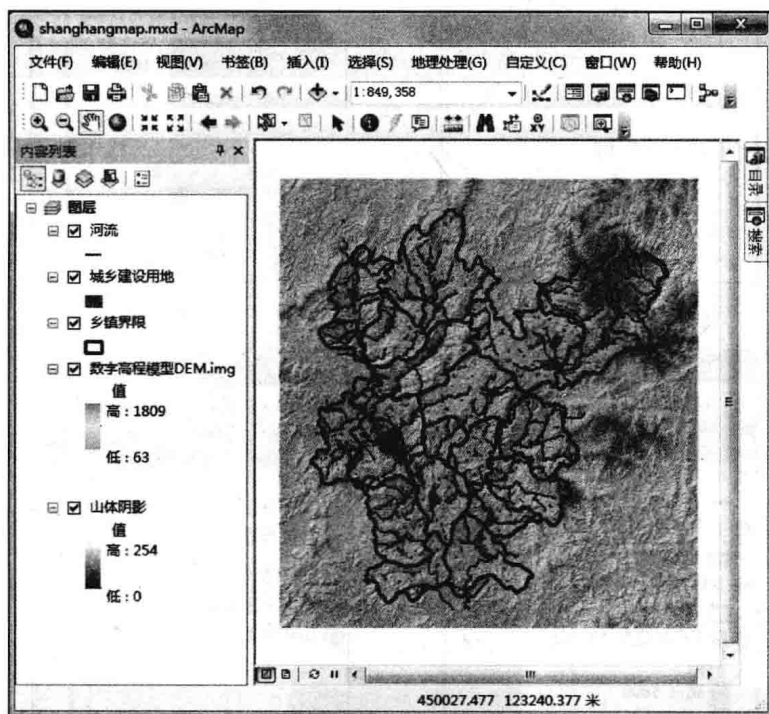 shanghangmap.mxd - ArcMap
文件(F) 编辑(E) 视图(V) 书签(B) 插入(I) 选择(S) 地理处理(G) 自定义(C) 窗口(W) 帮助(H)
1:849,358
XY
内容列表
图层
河流
城乡建设用地
乡镇界限
数字高程模型DEM.img
值
高:1809
低:63
山体阴影
值
高:254
低:0
目录
搜索
450027.477 123240.377 米